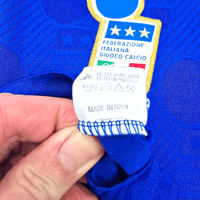 FEDERAZIONE
ITALIANA
GIUOCO CALCIO
MADE IN ITALY